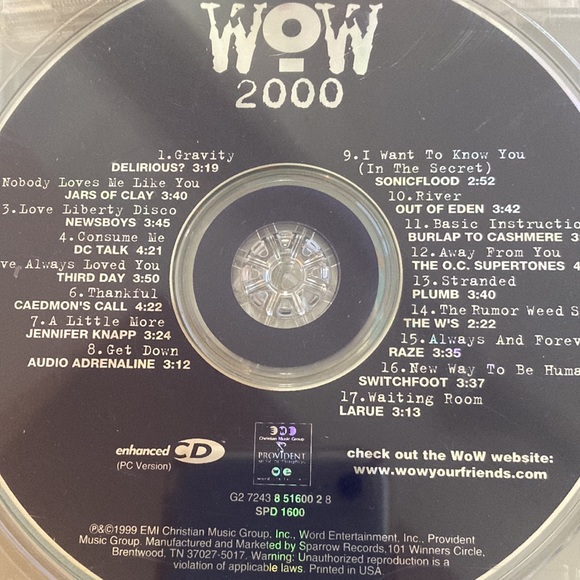 WOW
2000
1.Gravity
DELIRIOUS? 3:19
Nobody Loves Me Like You
JARS OF CLAY 3:40
3.Love Liberty Disco
NEWSBOYS 3:45
4.Consume Me
DC TALK 4:21
ve Always Loved You
THIRD DAY 3:50
6.Thankful
CAEDMON'S CALL 4:22
7.A Little More
JENNIFER KNAPP 3:24
8.Get Down
AUDIO ADRENALINE 3:12
9.I Want To Know You
(In The Secret)
SONICFLOOD 2:52
10.River
OUT OF EDEN 3:42
11.Basic Instructio
BURLAP TO CASHMERE 3
12.Away From You
THE O.C. SUPERTONES 4
13.Stranded
PLUMB 3:40
14.The Rumor Weed S
THE W'S 2:22
15.Always And Forev
RAZE 3:35
16.New Way To Be Huma
SWITCHFOOT 3:37
17.Waiting Room
LARUE 3:13
enhanced CD
(PC Version)
Christian Music Group
PROVIDENT
check out the WoW website:
www.wowyourfriends.com
G2 7243 8 51600 2 8
SPD 1600
℗&©1999 EMI Christian Music Group, Inc., Word Entertainment, Inc., Provident
Music Group. Manufactured and Marketed by Sparrow Records,101 Winners Circle,
Brentwood, TN 37027-5017. Warning: Unauthorized reproduction is a
violation of applicable laws. Printed in USA.